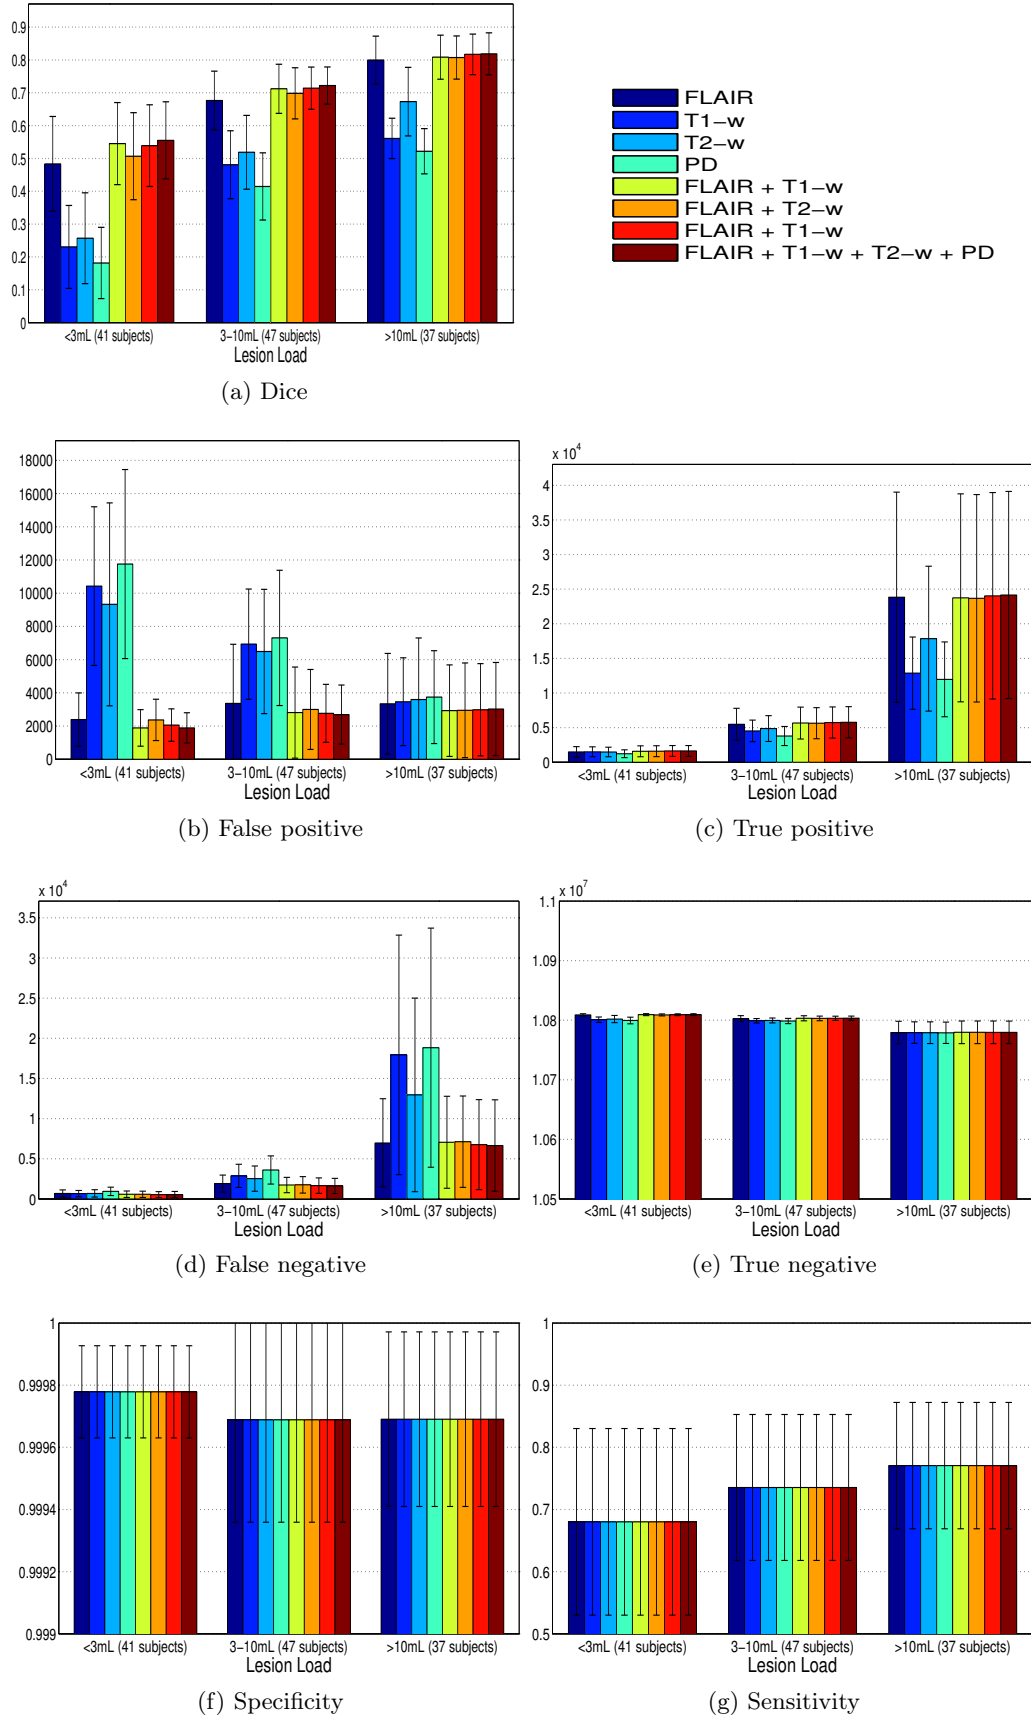 0.9
0.8
0.7
0.6
0.5
0.4
0.3
0.2
0.1
0
<3mL (41 subjects)
3−10mL (47 subjects)
>10mL (37 subjects)
Lesion Load
(a) Dice
FLAIR
T1−w
T2−w
PD
FLAIR + T1−w
FLAIR + T2−w
FLAIR + T1−w
FLAIR + T1−w + T2−w + PD
18000
16000
14000
12000
10000
8000
6000
4000
2000
0
<3mL (41 subjects)
3−10mL (47 subjects)
>10mL (37 subjects)
Lesion Load
(b) False positive
x 10^4
4
3.5
3
2.5
2
1.5
1
0.5
0
<3mL (41 subjects)
3−10mL (47 subjects)
>10mL (37 subjects)
Lesion Load
(c) True positive
x 10^4
3.5
3
2.5
2
1.5
1
0.5
0
<3mL (41 subjects)
3−10mL (47 subjects)
>10mL (37 subjects)
Lesion Load
(d) False negative
x 10^7
1.1
1.09
1.08
1.07
1.06
1.05
<3mL (41 subjects)
3−10mL (47 subjects)
>10mL (37 subjects)
Lesion Load
(e) True negative
1
0.9998
0.9996
0.9994
0.9992
0.999
<3mL (41 subjects)
3−10mL (47 subjects)
>10mL (37 subjects)
Lesion Load
(f) Specificity
1
0.9
0.8
0.7
0.6
0.5
<3mL (41 subjects)
3−10mL (47 subjects)
>10mL (37 subjects)
Lesion Load
(g) Sensitivity